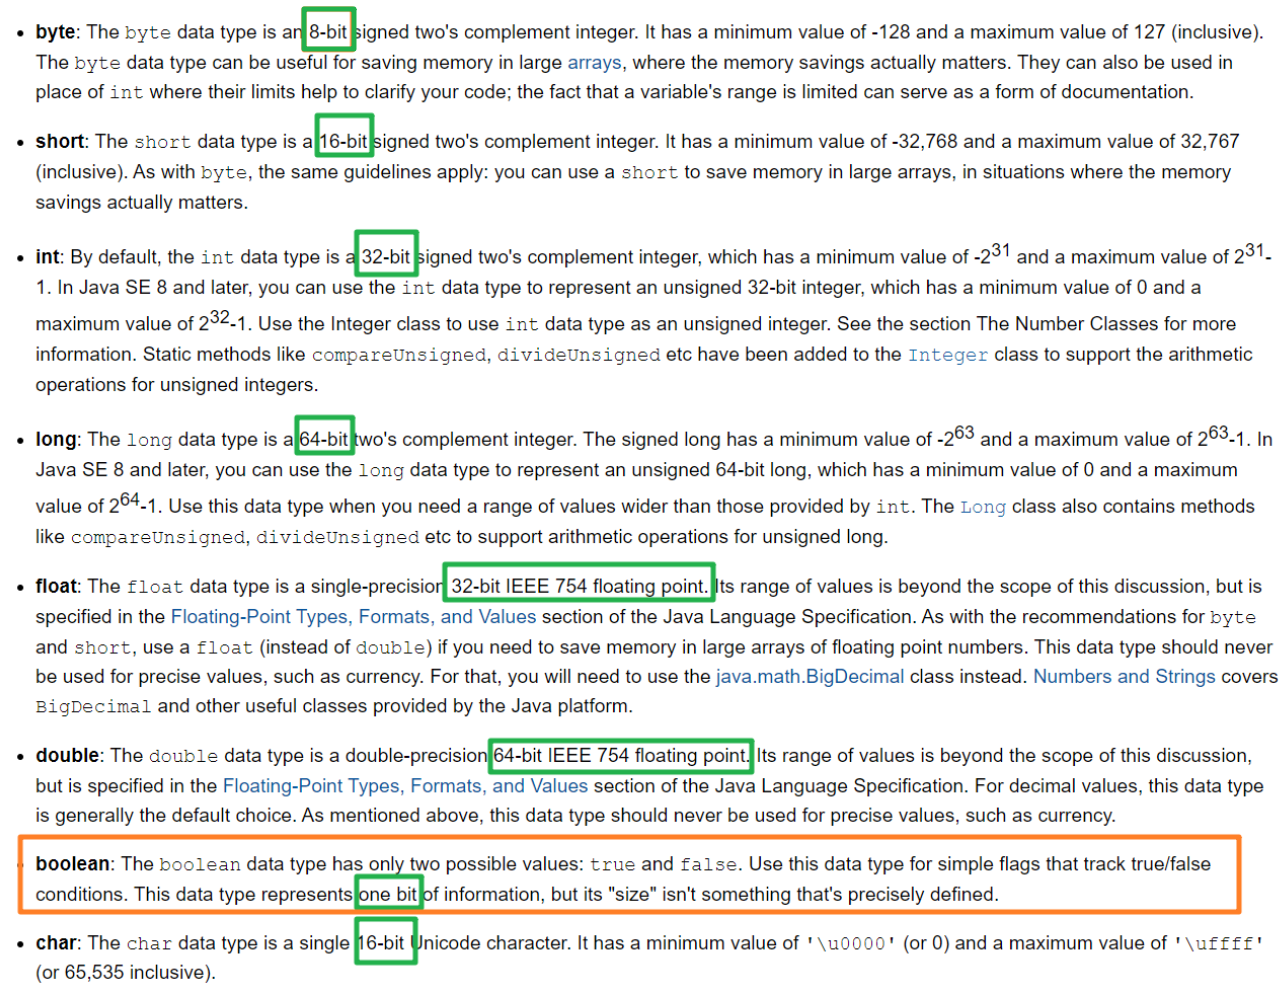 • byte: The byte data type is an 8-bit signed two's complement integer. It has a minimum value of -128 and a maximum value of 127 (inclusive).
The byte data type can be useful for saving memory in large arrays, where the memory savings actually matters. They can also be used in
place of int where their limits help to clarify your code; the fact that a variable's range is limited can serve as a form of documentation.
• short: The short data type is a 16-bit signed two's complement integer. It has a minimum value of -32,768 and a maximum value of 32,767
(inclusive). As with byte, the same guidelines apply: you can use a short to save memory in large arrays, in situations where the memory
savings actually matters.
• int: By default, the int data type is a 32-bit signed two's complement integer, which has a minimum value of -2³¹ and a maximum value of 2³¹-
1. In Java SE 8 and later, you can use the int data type to represent an unsigned 32-bit integer, which has a minimum value of 0 and a
maximum value of 2³²-1. Use the Integer class to use int data type as an unsigned integer. See the section The Number Classes for more
information. Static methods like compareUnsigned, divideUnsigned etc have been added to the Integer class to support the arithmetic
operations for unsigned integers.
• long: The long data type is a 64-bit two's complement integer. The signed long has a minimum value of -2⁶³ and a maximum value of 2⁶³-1. In
Java SE 8 and later, you can use the long data type to represent an unsigned 64-bit long, which has a minimum value of 0 and a maximum
value of 2⁶⁴-1. Use this data type when you need a range of values wider than those provided by int. The Long class also contains methods
like compareUnsigned, divideUnsigned etc to support arithmetic operations for unsigned long.
• float: The float data type is a single-precision 32-bit IEEE 754 floating point. Its range of values is beyond the scope of this discussion, but is
specified in the Floating-Point Types, Formats, and Values section of the Java Language Specification. As with the recommendations for byte
and short, use a float (instead of double) if you need to save memory in large arrays of floating point numbers. This data type should never
be used for precise values, such as currency. For that, you will need to use the java.math.BigDecimal class instead. Numbers and Strings covers
BigDecimal and other useful classes provided by the Java platform.
• double: The double data type is a double-precision 64-bit IEEE 754 floating point. Its range of values is beyond the scope of this discussion,
but is specified in the Floating-Point Types, Formats, and Values section of the Java Language Specification. For decimal values, this data type
is generally the default choice. As mentioned above, this data type should never be used for precise values, such as currency.
• boolean: The boolean data type has only two possible values: true and false. Use this data type for simple flags that track true/false
conditions. This data type represents one bit of information, but its "size" isn't something that's precisely defined.
• char: The char data type is a single 16-bit Unicode character. It has a minimum value of '\u0000' (or 0) and a maximum value of '\uffff'
(or 65,535 inclusive).